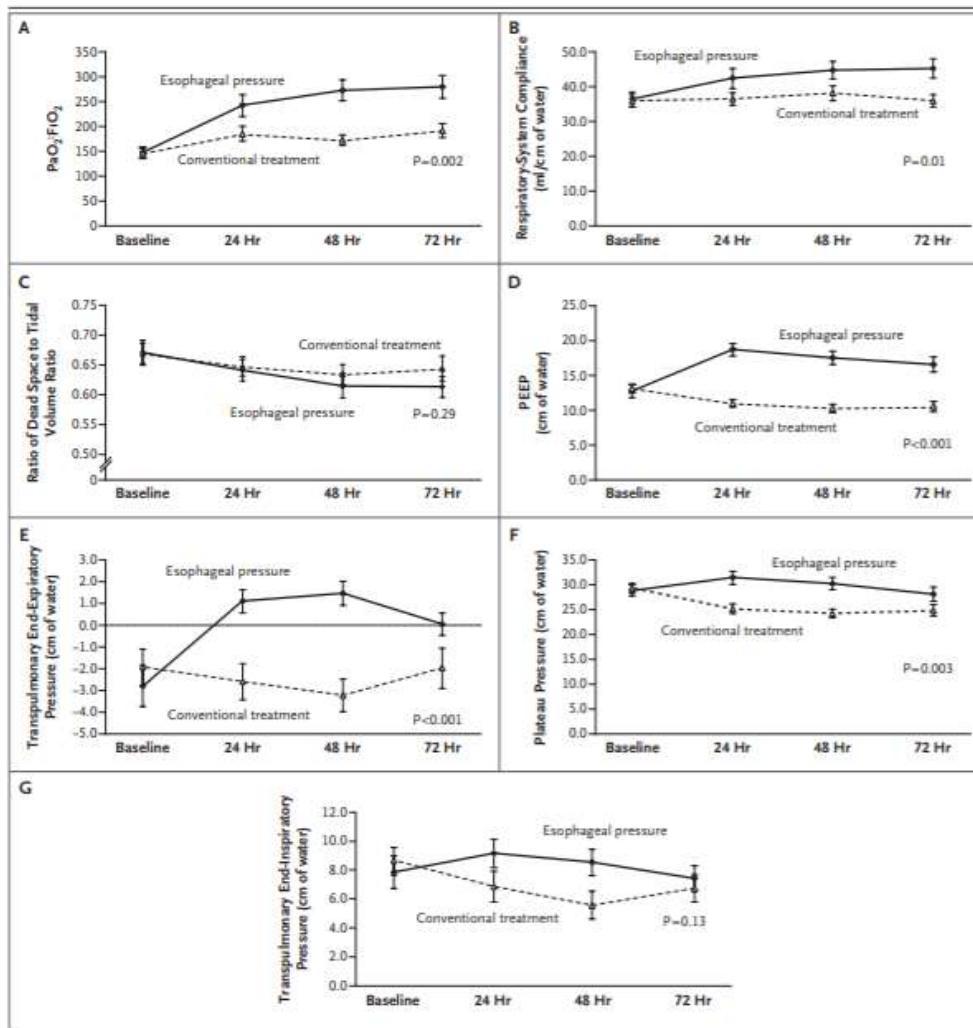 A
PaO2:FiO2
350
300
250
200
150
100
50
0
Esophageal pressure
Conventional treatment
P=0.002
Baseline 24 Hr 48 Hr 72 Hr
B
Respiratory-System Compliance
(ml/cm of water)
50.0
40.0
30.0
20.0
10.0
0.0
Esophageal pressure
Conventional treatment
P=0.01
Baseline 24 Hr 48 Hr 72 Hr
C
Ratio of Dead Space to Tidal
Volume Ratio
0.75
0.70
0.65
0.60
0.55
0.50
0
Conventional treatment
Esophageal pressure
P=0.29
Baseline 24 Hr 48 Hr 72 Hr
D
PEEP
(cm of water)
25.0
20.0
15.0
10.0
5.0
0.0
Esophageal pressure
Conventional treatment
P<0.001
Baseline 24 Hr 48 Hr 72 Hr
E
Transpulmonary End-Expiratory
Pressure (cm of water)
3.0
2.0
1.0
0.0
-1.0
-2.0
-3.0
-4.0
-5.0
Esophageal pressure
Conventional treatment
P<0.001
Baseline 24 Hr 48 Hr 72 Hr
F
Plateau Pressure (cm of water)
35.0
30.0
25.0
20.0
15.0
10.0
5.0
0.0
Esophageal pressure
Conventional treatment
P=0.003
Baseline 24 Hr 48 Hr 72 Hr
G
Transpulmonary End-Inspiratory
Pressure (cm of water)
12.0
10.0
8.0
6.0
4.0
2.0
0.0
Esophageal pressure
Conventional treatment
P=0.13
Baseline 24 Hr 48 Hr 72 Hr